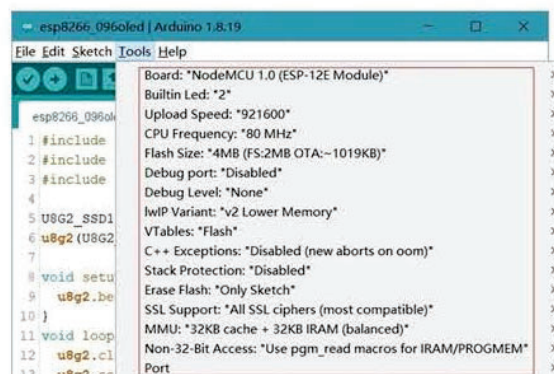 esp8266_096oled | Arduino 1.8.19
File Edit Sketch Tools Help
esp8266_096ol
Board: "NodeMCU 1.0 (ESP-12E Module)"
Builtin Led: "2"
Upload Speed: "921600"
CPU Frequency: "80 MHz"
Flash Size: "4MB (FS:2MB OTA:~1019KB)"
Debug port: "Disabled"
Debug Level: "None"
lwIP Variant: "v2 Lower Memory"
VTables: "Flash"
C++ Exceptions: "Disabled (new aborts on oom)"
Stack Protection: "Disabled"
Erase Flash: "Only Sketch"
SSL Support: "All SSL ciphers (most compatible)"
MMU: "32KB cache + 32KB IRAM (balanced)"
Non-32-Bit Access: "Use pgm_read macros for IRAM/PROGMEM"
Port
1 #include
2 #include
3 #include
4
5 U8G2_SSD1
6 u8g2(U8G2
7
8 void setu
9 u8g2.be
10 }
11 void loop
12 u8g2.cl